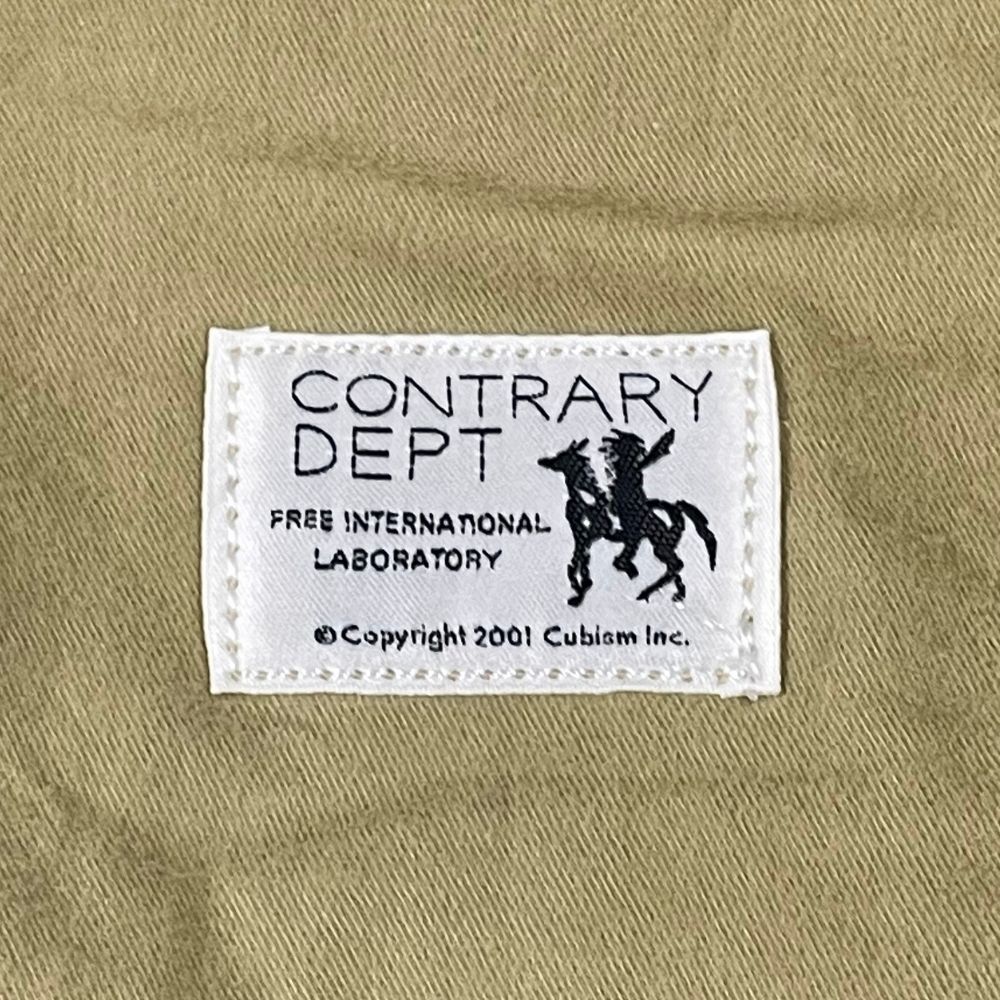 CONTRARY
DEPT
FREE INTERNATIONAL
LABORATORY
© Copyright 2001 Cubism Inc.